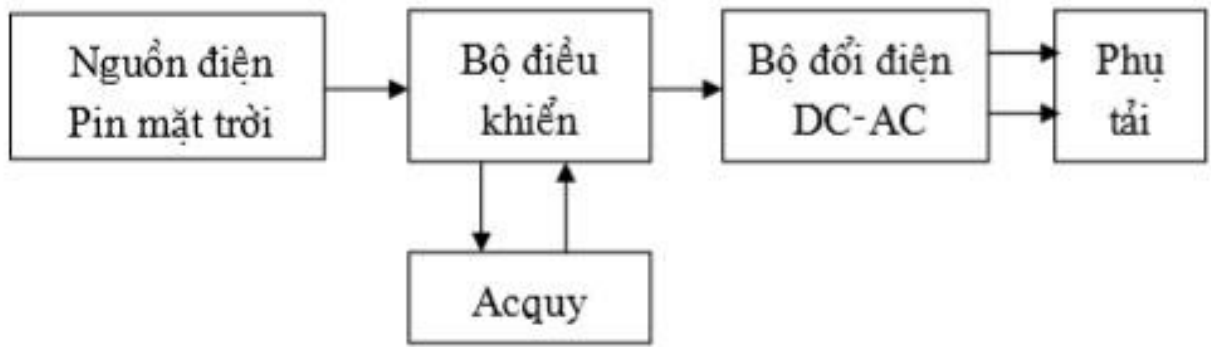 Nguồn điện
Pin mặt trời
Bộ điều
khiển
Bộ đổi điện
DC-AC
Phụ
tải
Acquy